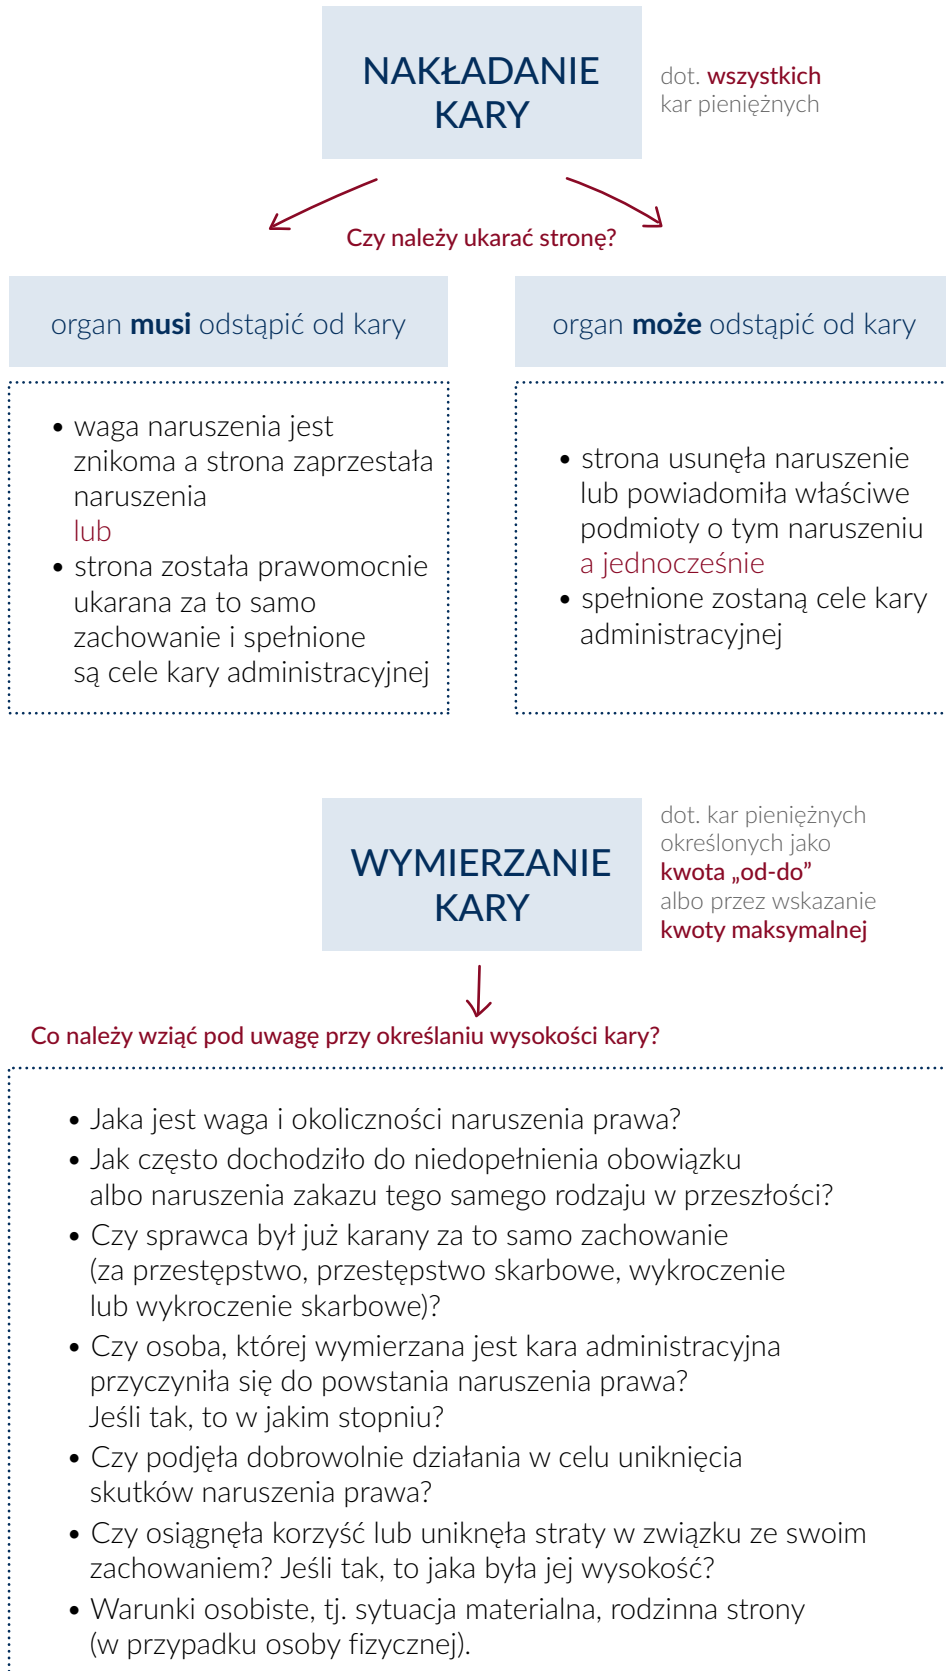 NAKŁADANIE
KARY
dot. wszystkich
kar pieniężnych
Czy należy ukarać stronę?
organ musi odstąpić od kary
• waga naruszenia jest
znikoma a strona zaprzestała
naruszenia
lub
• strona została prawomocnie
ukarana za to samo
zachowanie i spełnione
są cele kary administracyjnej
organ może odstąpić od kary
• strona usunęła naruszenie
lub powiadomiła właściwe
podmioty o tym naruszeniu
a jednocześnie
• spełnione zostaną cele kary
administracyjnej
WYMIERZANIE
KARY
dot. kar pieniężnych
określonych jako
kwota „od-do”
albo przez wskazanie
kwoty maksymalnej
Co należy wziąć pod uwagę przy określaniu wysokości kary?
• Jaka jest waga i okoliczności naruszenia prawa?
• Jak często dochodziło do niedopełnienia obowiązku
albo naruszenia zakazu tego samego rodzaju w przeszłości?
• Czy sprawca był już karany za to samo zachowanie
(za przestępstwo, przestępstwo skarbowe, wykroczenie
lub wykroczenie skarbowe)?
• Czy osoba, której wymierzana jest kara administracyjna
przyczyniła się do powstania naruszenia prawa?
Jeśli tak, to w jakim stopniu?
• Czy podjęła dobrowolnie działania w celu uniknięcia
skutków naruszenia prawa?
• Czy osiągnęła korzyść lub uniknęła straty w związku ze swoim
zachowaniem? Jeśli tak, to jaka była jej wysokość?
• Warunki osobiste, tj. sytuacja materialna, rodzinna strony
(w przypadku osoby fizycznej).